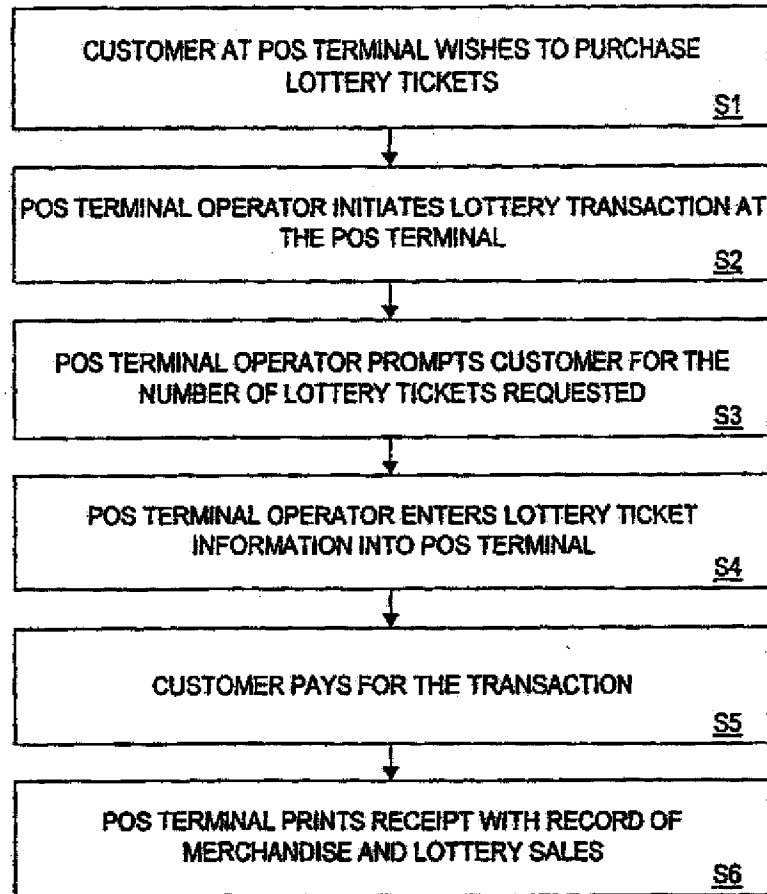 CUSTOMER AT POS TERMINAL WISHES TO PURCHASE
LOTTERY TICKETS
S1
POS TERMINAL OPERATOR INITIATES LOTTERY TRANSACTION AT
THE POS TERMINAL
S2
POS TERMINAL OPERATOR PROMPTS CUSTOMER FOR THE
NUMBER OF LOTTERY TICKETS REQUESTED
S3
POS TERMINAL OPERATOR ENTERS LOTTERY TICKET
INFORMATION INTO POS TERMINAL
S4
CUSTOMER PAYS FOR THE TRANSACTION
S5
POS TERMINAL PRINTS RECEIPT WITH RECORD OF
MERCHANDISE AND LOTTERY SALES
S6